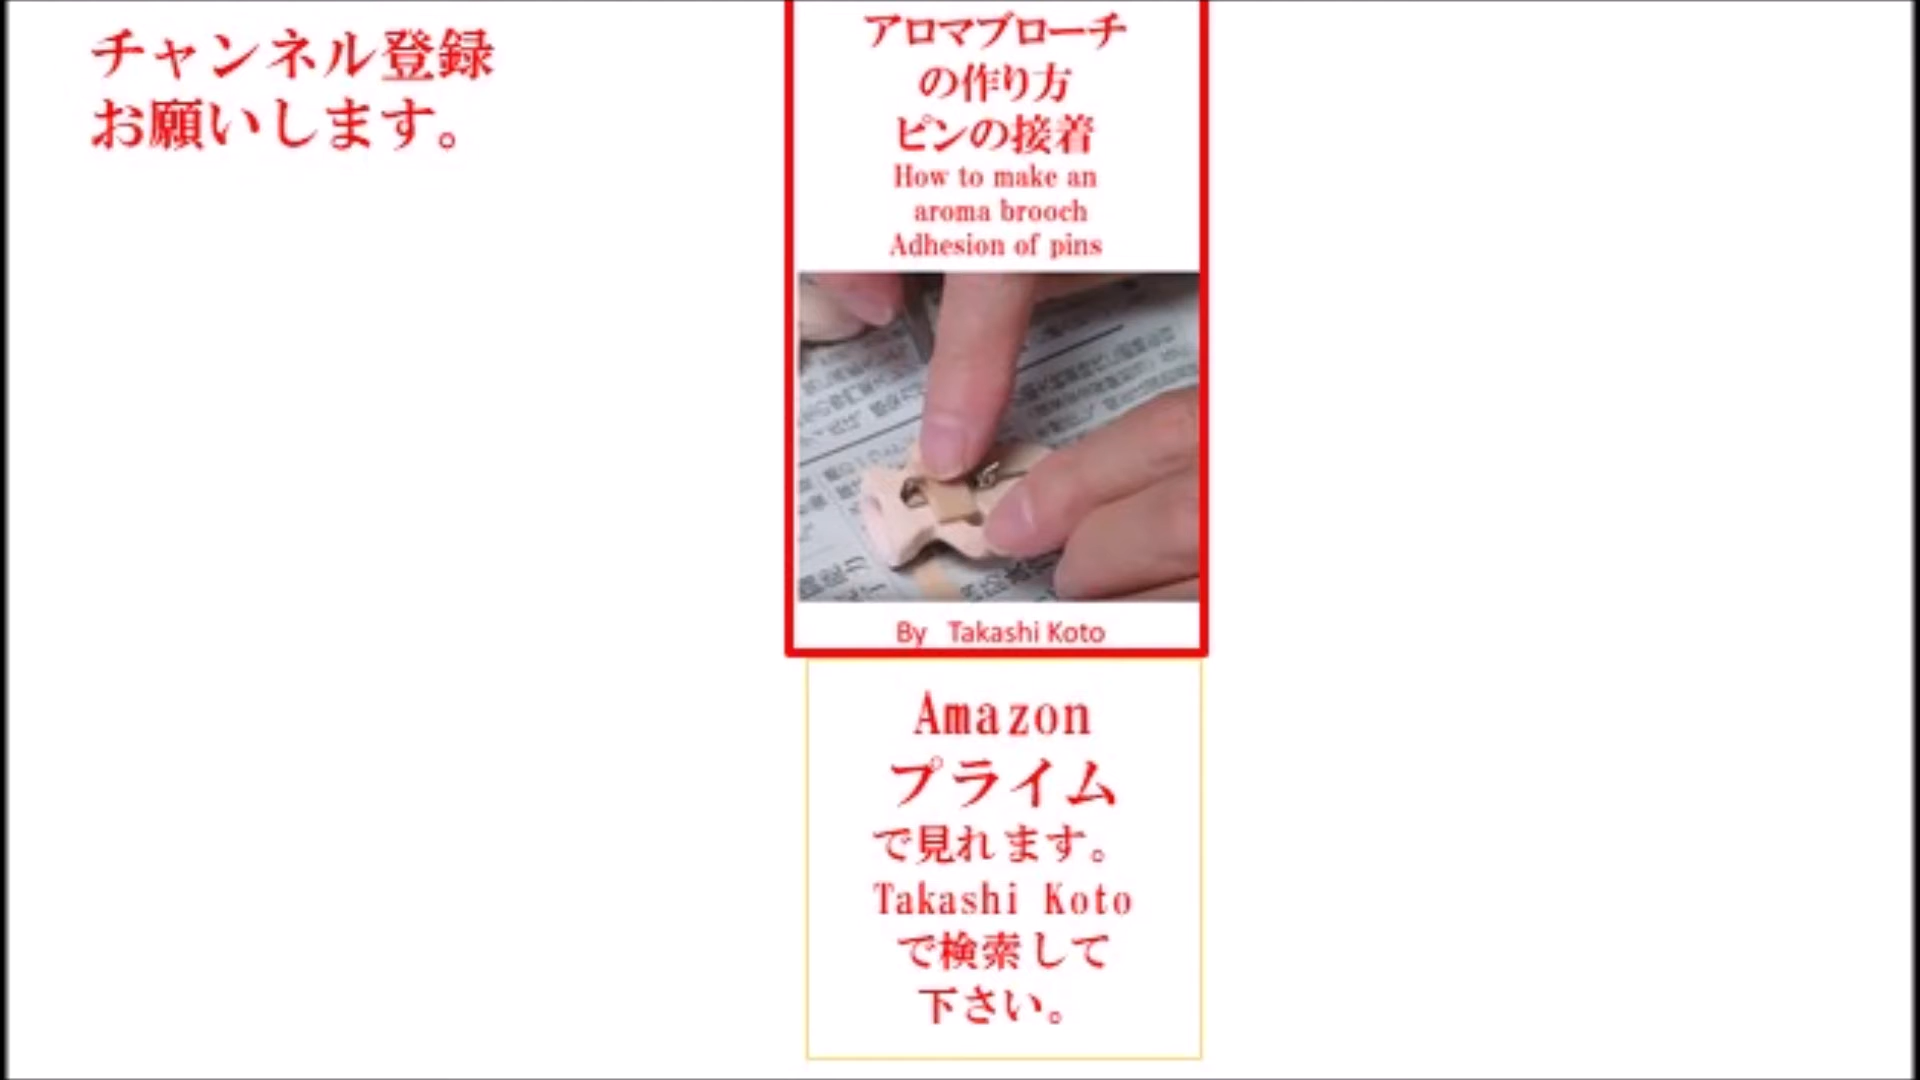 チャンネル登録
お願いします。
アロマブローチ
の作り方
ピンの接着
How to make an
aroma brooch
Adhesion of pins
By Takashi Koto
Amazon
プライム
で見れます。
Takashi Koto
で検索して
下さい。